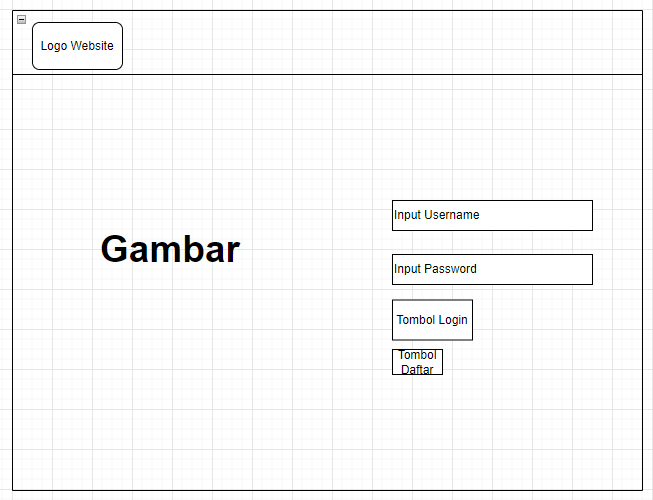 Logo Website
Input Username
Gambar
Input Password
Tombol Login
Tombol
Daftar